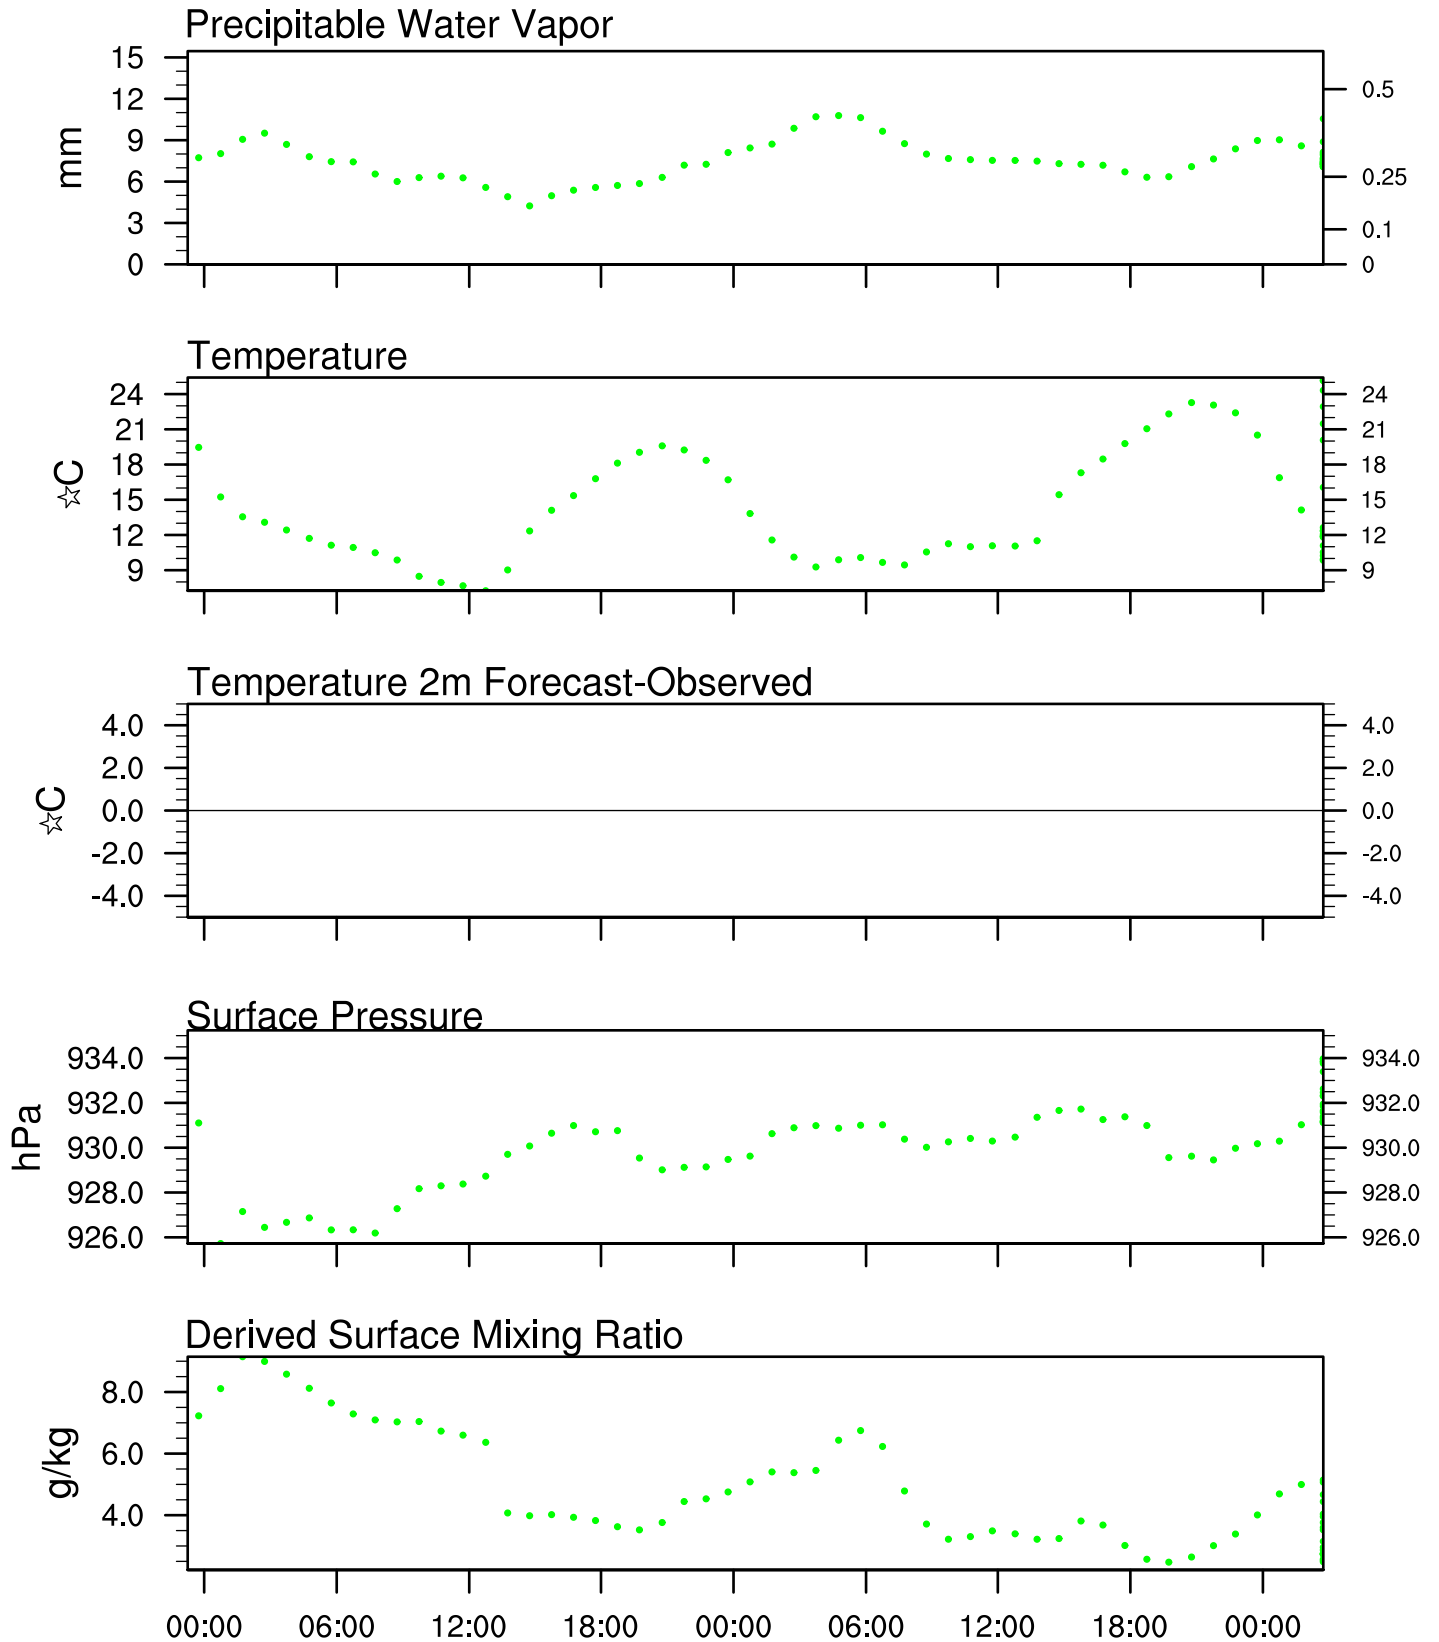 Precipitable Water Vapor
15
12 0.5
9
mm
6 0.25
3 0.1
0 0
Temperature
24 24
21 21
18 18
☆C
15 15
12 12
9 9
Temperature 2m Forecast-Observed
4.0 4.0
2.0 2.0
☆C
0.0 0.0
-2.0 -2.0
-4.0 -4.0
Surface Pressure
934.0 934.0
932.0 932.0
hPa
930.0 930.0
928.0 928.0
926.0 926.0
Derived Surface Mixing Ratio
8.0
g/kg
6.0
4.0
00:00 06:00 12:00 18:00 00:00 06:00 12:00 18:00 00:00